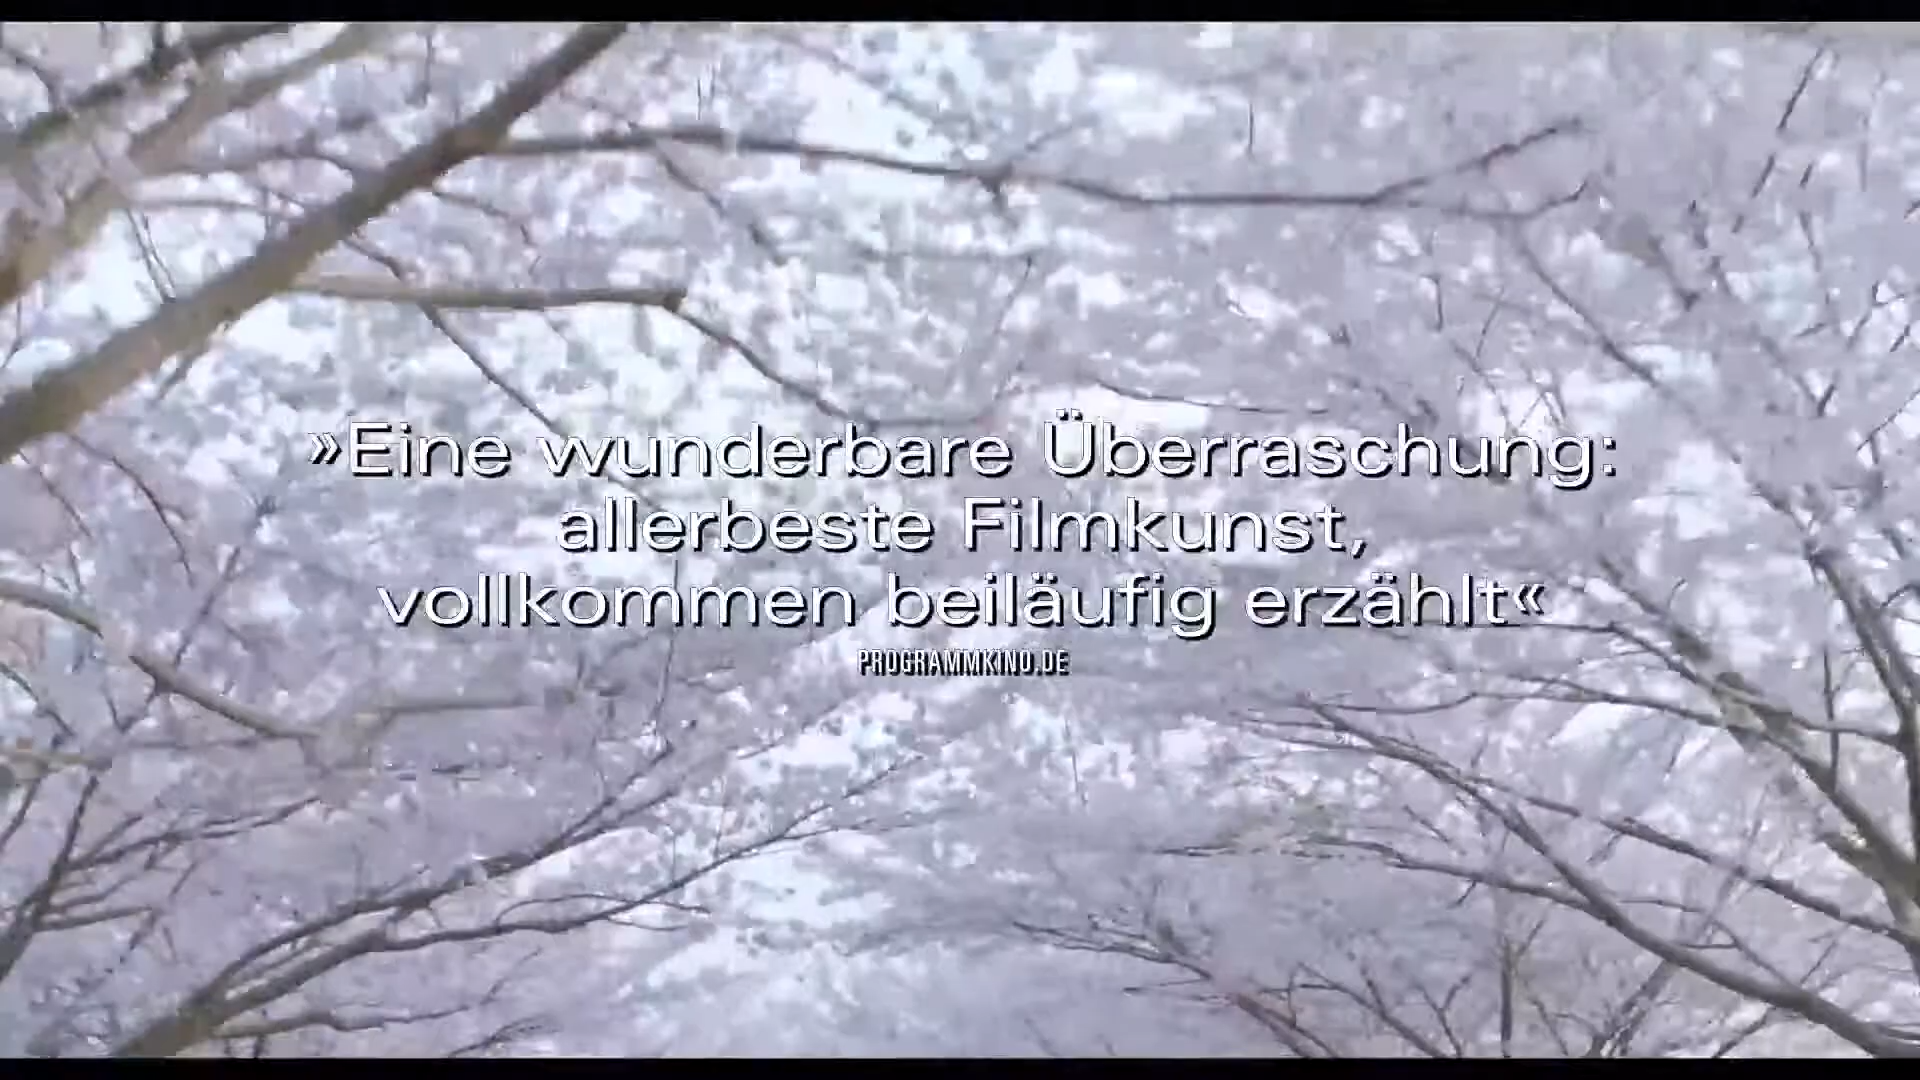 »Eine wunderbare Überraschung:
allerbeste Filmkunst,
vollkommen beiläufig erzählt«
PROGRAMMKINO.DE